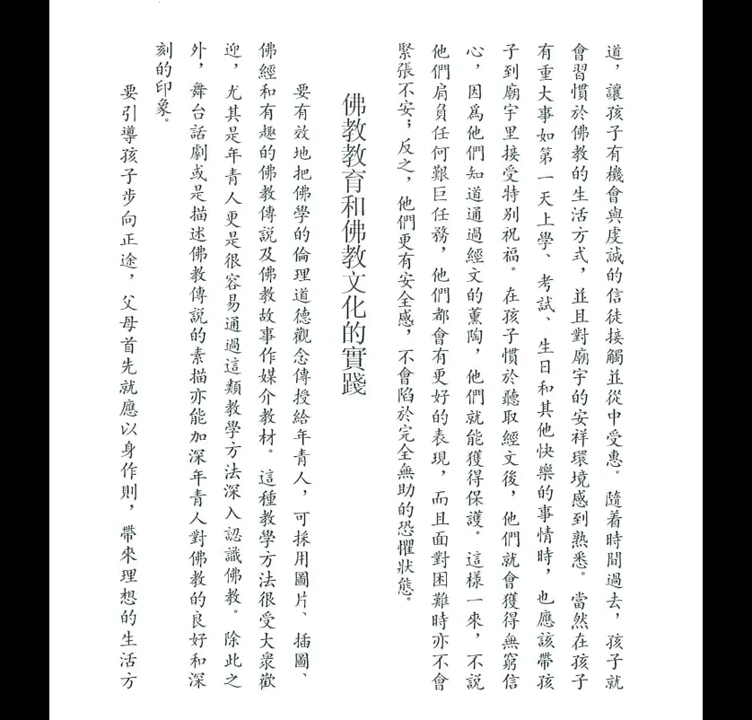 道，讓孩子有機會與虔誠的信徒接觸並從中受惠。隨着時間過去，孩子就
會習慣於佛教的生活方式，並且對廟宇的安祥環境感到熟悉。當然在孩子
有重大事如第一天上學、考試、生日和其他快樂的事情時，也應該帶孩
子到廟宇里接受特別祝福。在孩子慣於聽取經文後，他們就會獲得無窮信
心，因爲他們知道通過經文的薰陶，他們就能獲得保護。這樣一來，不說
他們肩負任何艱巨任務，他們都會有更好的表現，而且面對困難時亦不會
緊張不安；反之，他們更有安全感，不會陷於完全無助的恐懼狀態。
佛教教育和佛教文化的實踐
要有效地把佛學的倫理道德觀念傳授給年青人，可採用圖片、插圖、
佛經和有趣的佛教傳説及佛教故事作媒介教材。這種教學方法很受大衆歡
迎，尤其是年青人更是很容易通過這類教學方法深入認識佛教。除此之
外，舞台話劇或是描述佛教傳説的素描亦能加深年青人對佛教的良好和深
刻的印象。
要引導孩子步向正途，父母首先就應以身作則，帶來理想的生活方